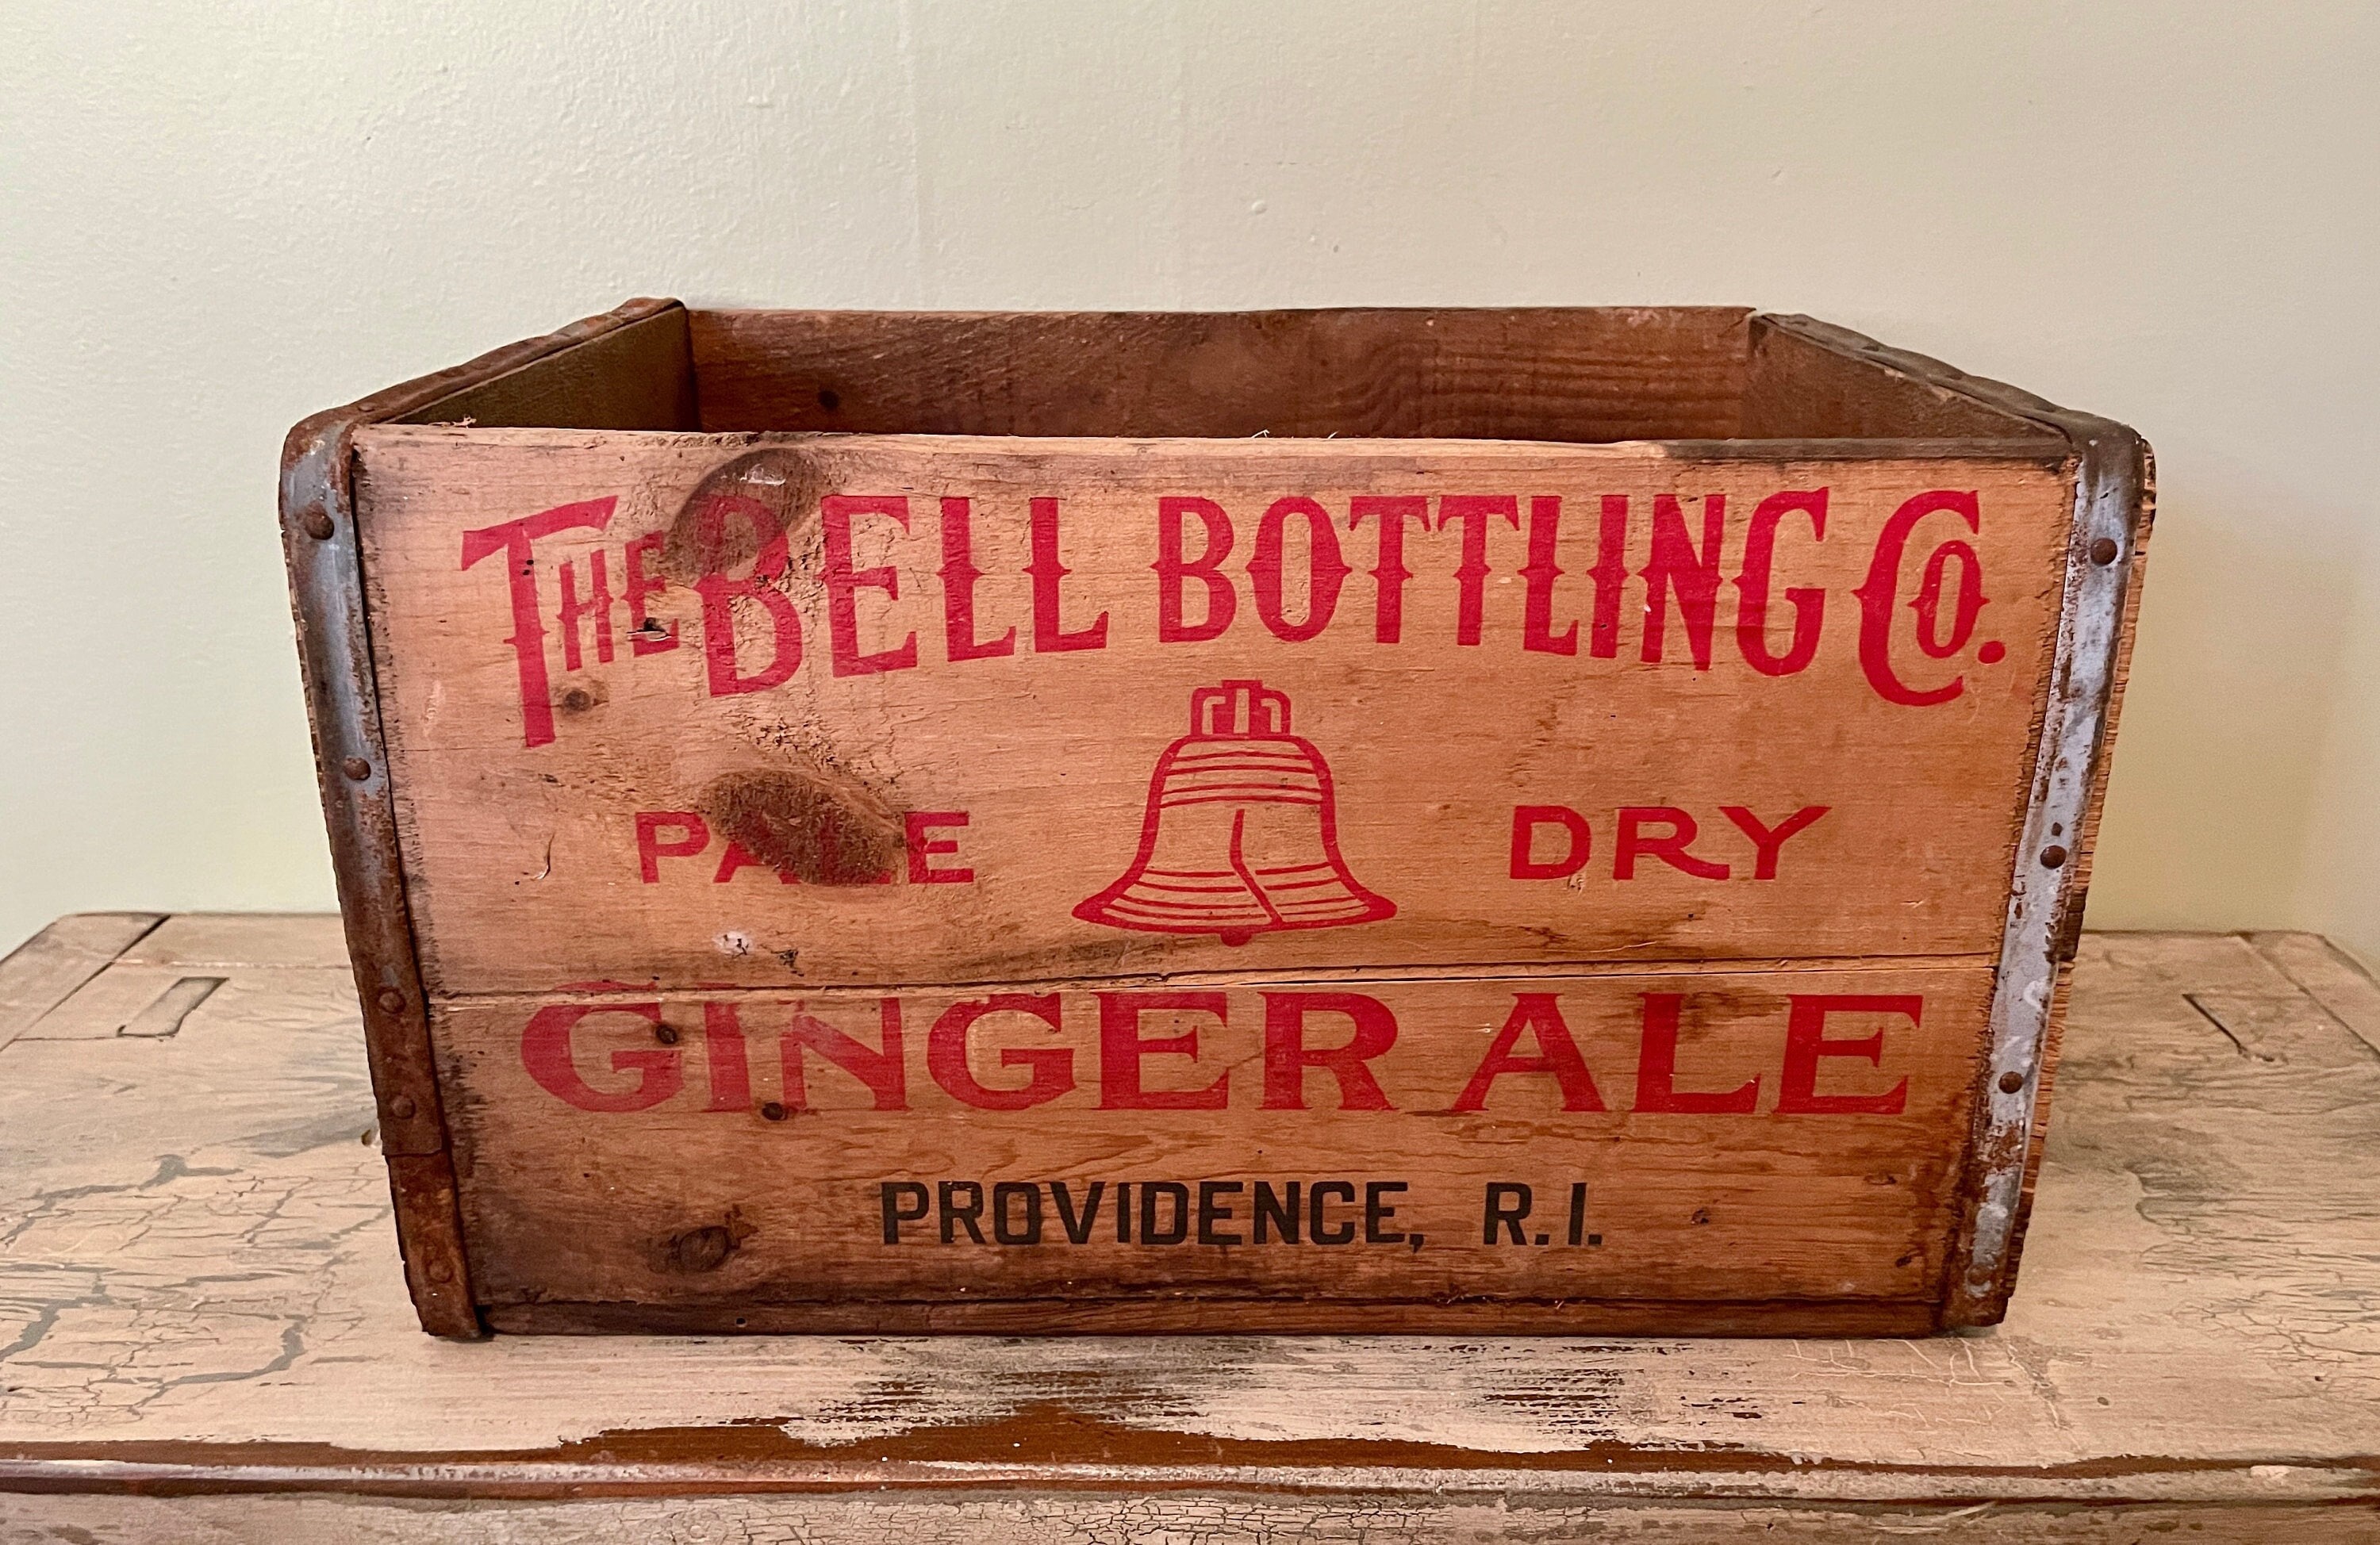 THE BELL BOTTLING CO.
PALE DRY
GINGER ALE
PROVIDENCE, R.I.